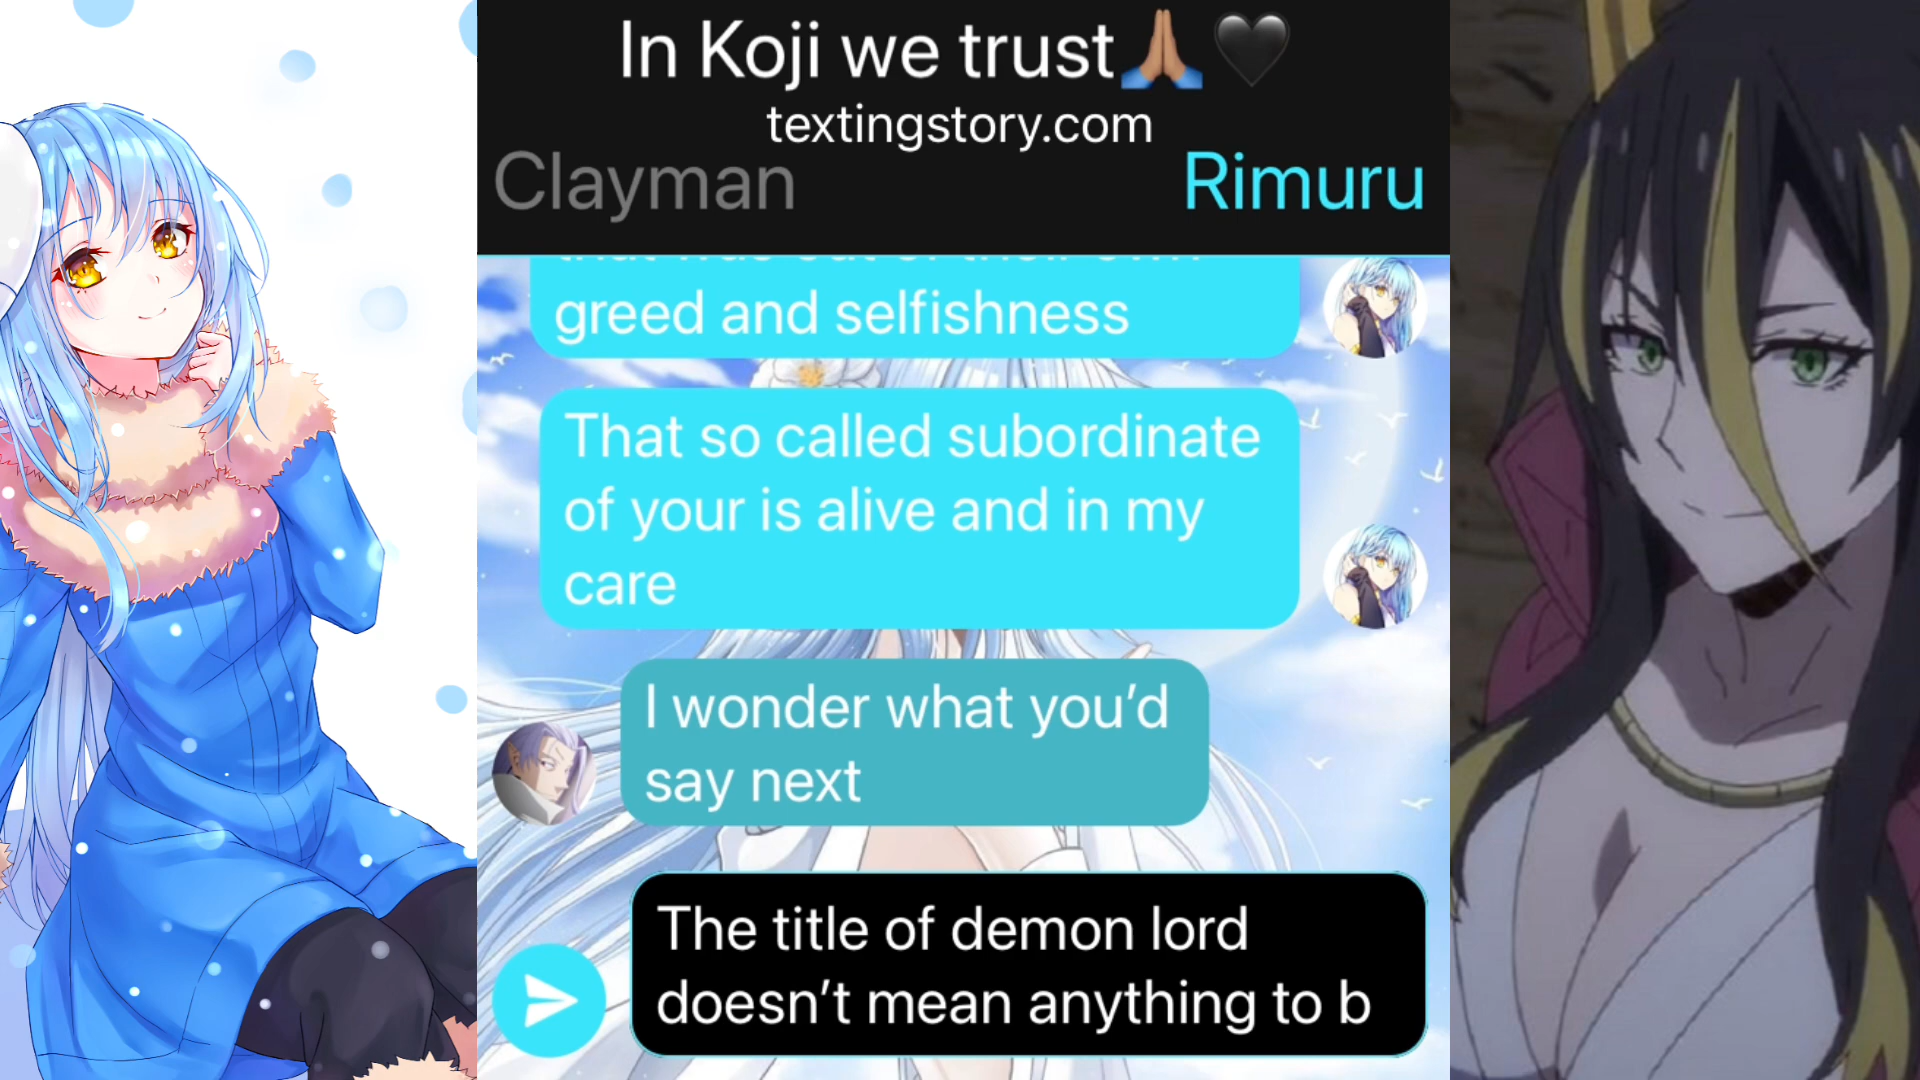 In Koji we trust🙏🏽🖤
textingstory.com
Clayman
Rimuru
greed and selfishness
That so called subordinate
of your is alive and in my
care
I wonder what you’d
say next
The title of demon lord
doesn’t mean anything to b